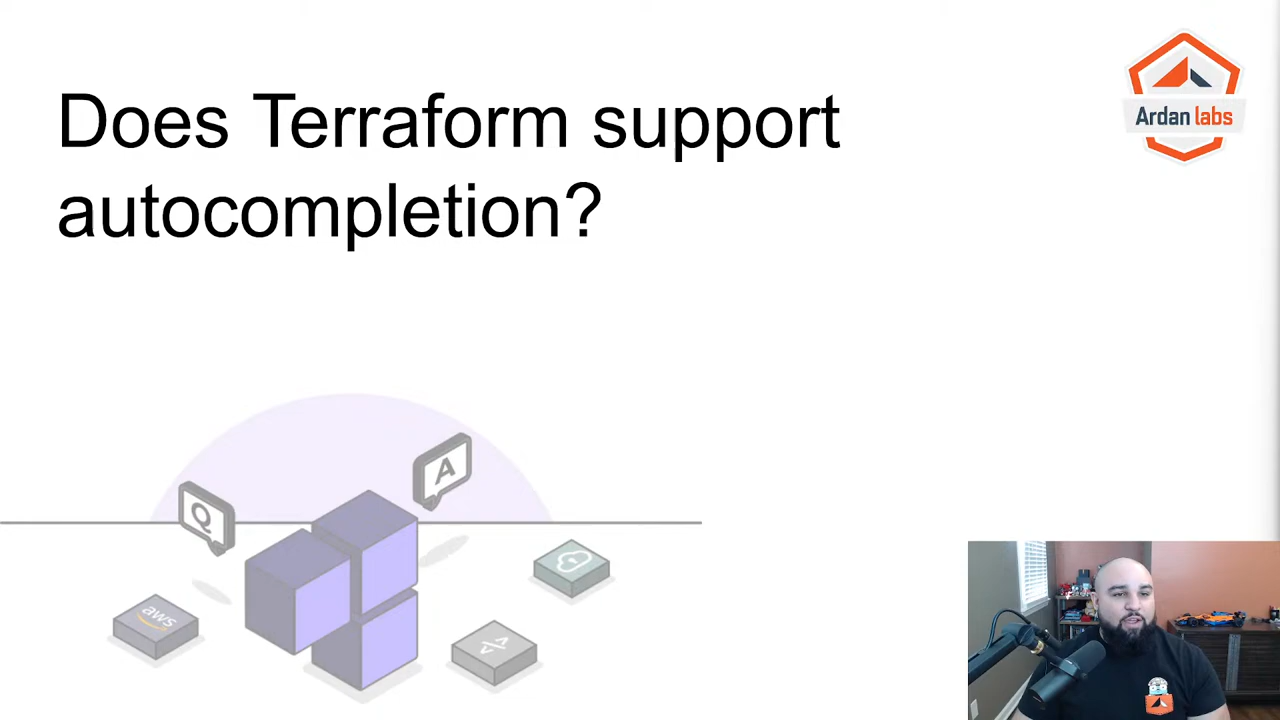 Does Terraform support
autocompletion?
Ardan labs
A
Q
aws